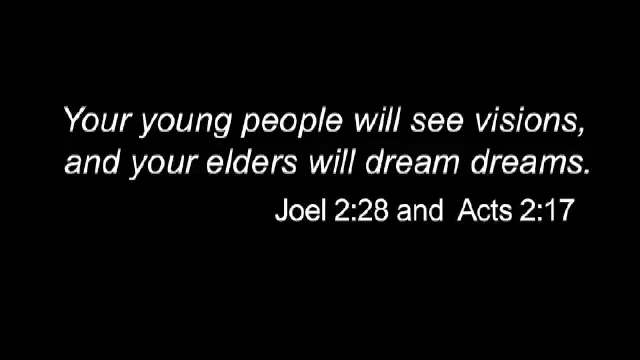 Your young people will see visions,
and your elders will dream dreams.
Joel 2:28 and Acts 2:17